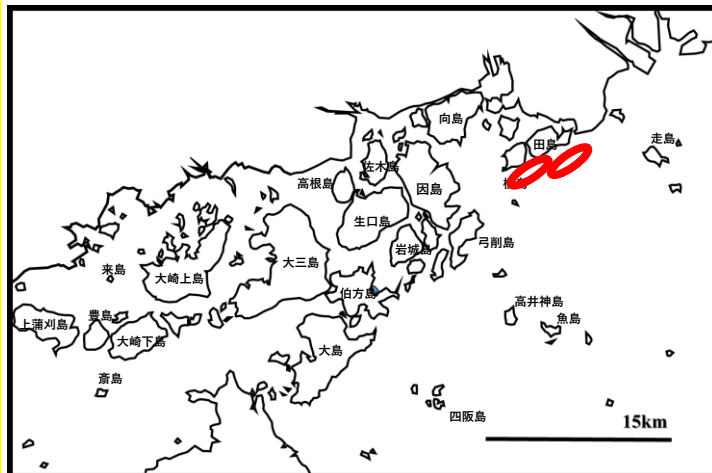 向島
田島
走島
佐木島
高根島
因島
生口島
岩城島
弓削島
来島
大崎上島
大三島
伯方島
高井神島
魚島
上蒲刈島
豊島
大崎下島
大島
斎島
四阪島
15km